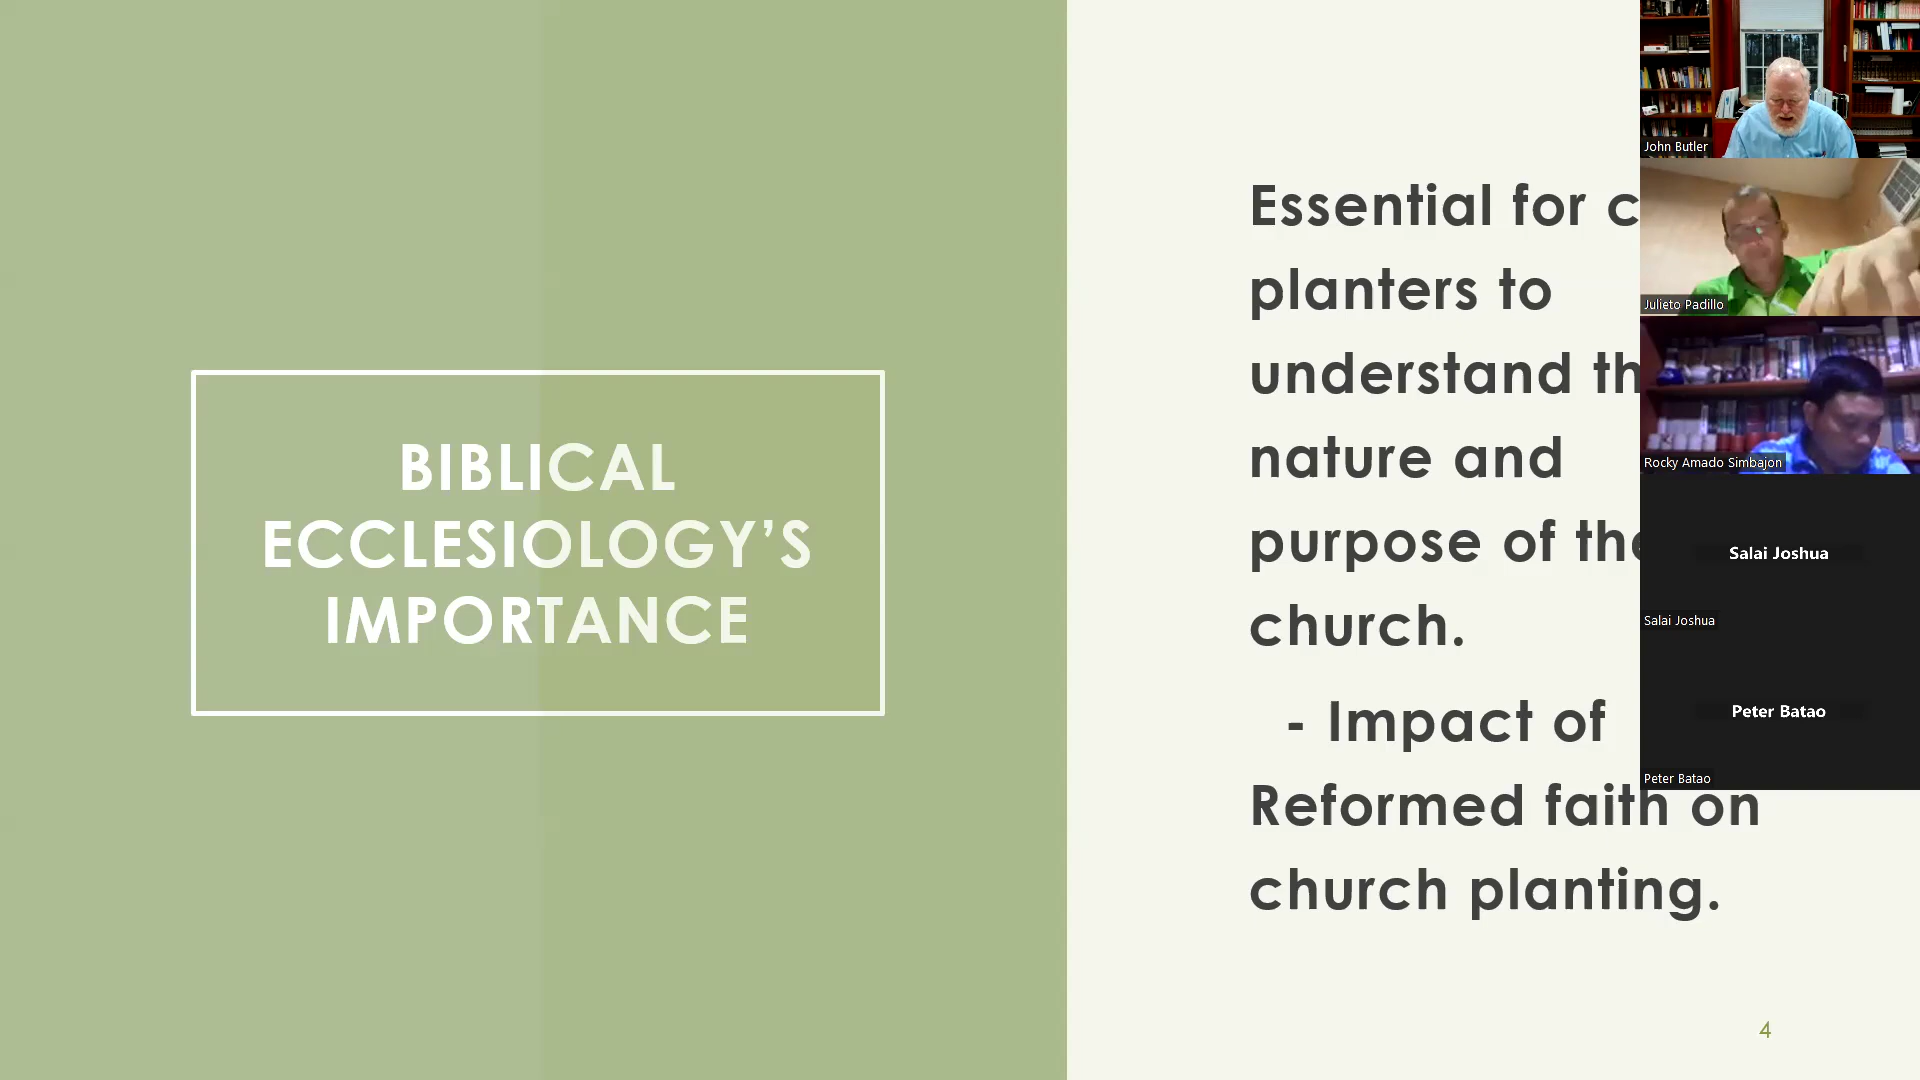 BIBLICAL
ECCLESIOLOGY’S
IMPORTANCE
Essential for c
planters to
understand th
nature and
purpose of the
church.
- Impact of
Reformed faith on
church planting.
4
John Butler
Julieto Padillo
Rocky Amado Simbajon
Salai Joshua
Salai Joshua
Peter Batao
Peter Batao